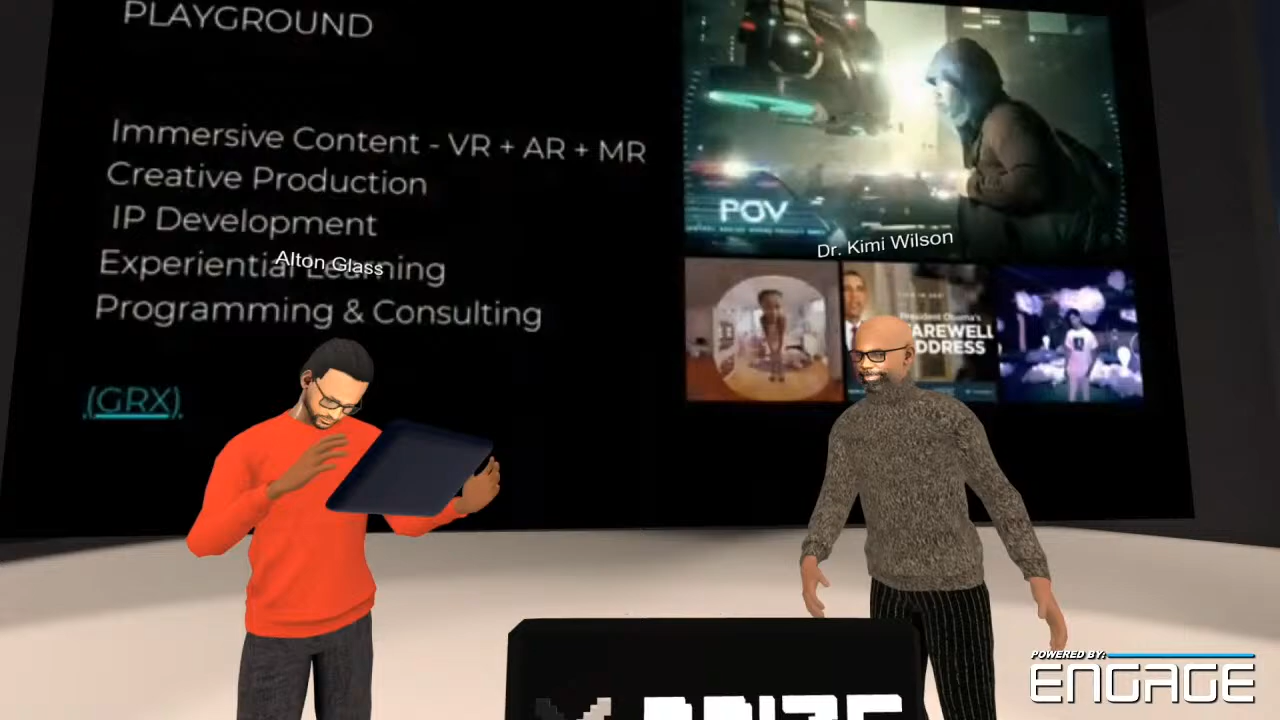 PLAYGROUND
Immersive Content - VR + AR + MR
Creative Production
IP Development
Experiential Learning
Programming & Consulting
(GRX)
Alton Glass
POV
Dr. Kimi Wilson
President Obama's
FAREWELL
ADDRESS
XPRIZE
POWERED BY:
ENGAGE